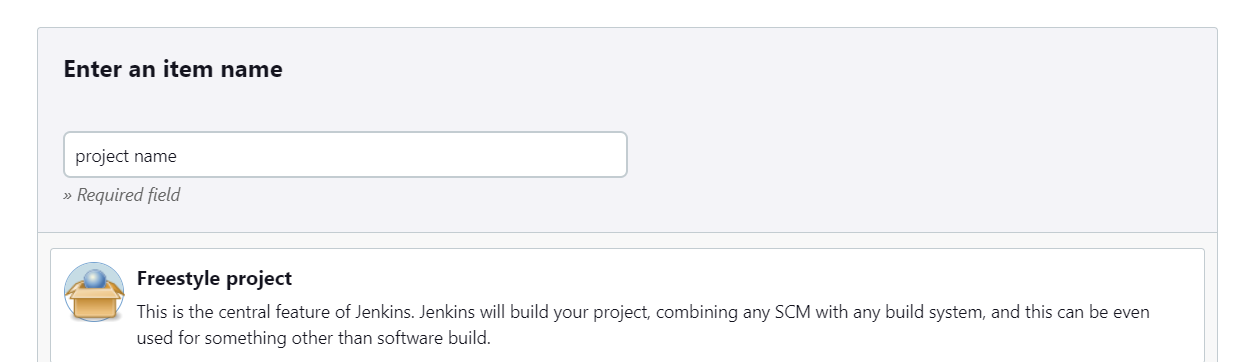 Enter an item name
project name
» Required field
Freestyle project
This is the central feature of Jenkins. Jenkins will build your project, combining any SCM with any build system, and this can be even
used for something other than software build.